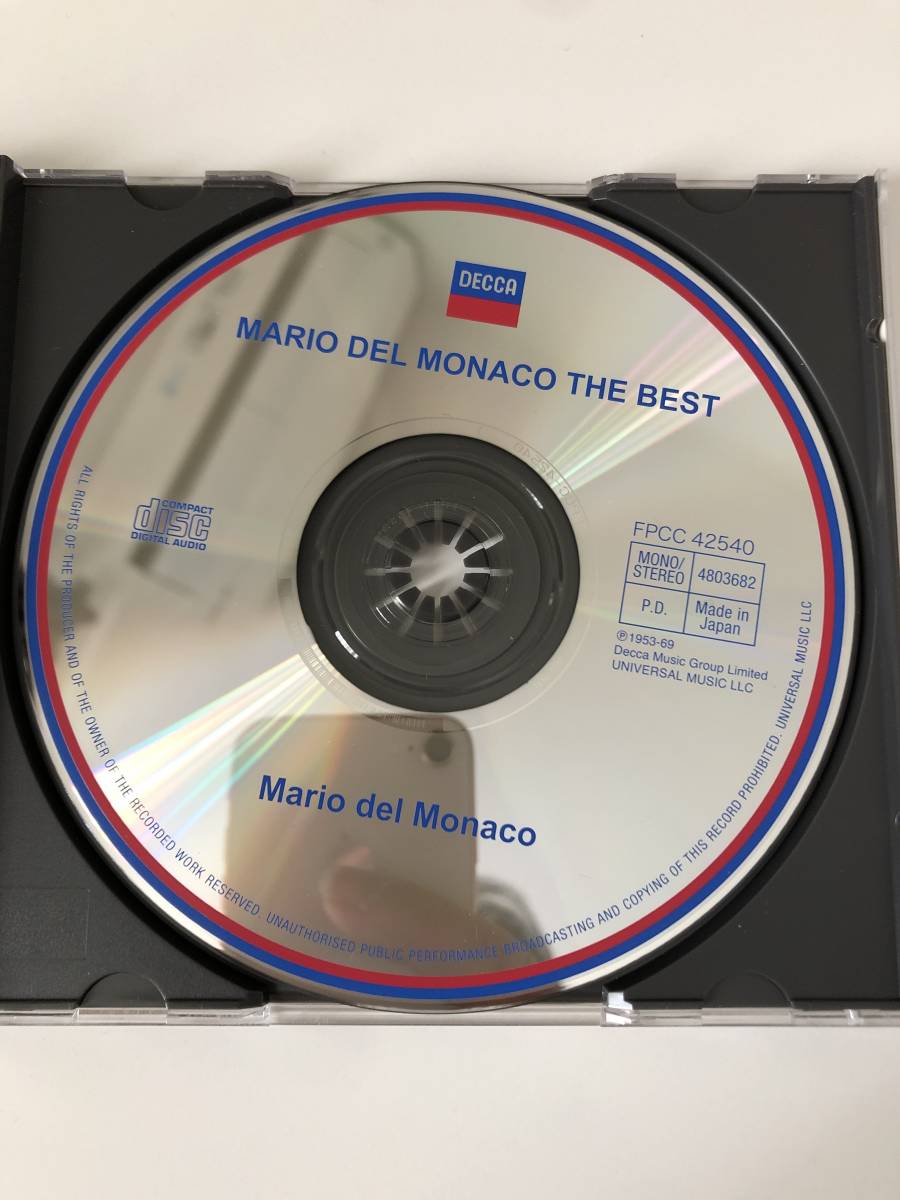 DECCA
MARIO DEL MONACO THE BEST
COMPACT
disc
DIGITAL AUDIO
FPCC 42540
MONO/
STEREO
4803682
P.D.
Made in
Japan
℗1953-69
Decca Music Group Limited
UNIVERSAL MUSIC LLC
Mario del Monaco
ALL RIGHTS OF THE PRODUCER AND OF THE OWNER OF THE RECORDED WORK RESERVED. UNAUTHORISED PUBLIC PERFORMANCE BROADCASTING AND COPYING OF THIS RECORD PROHIBITED. UNIVERSAL MUSIC LLC